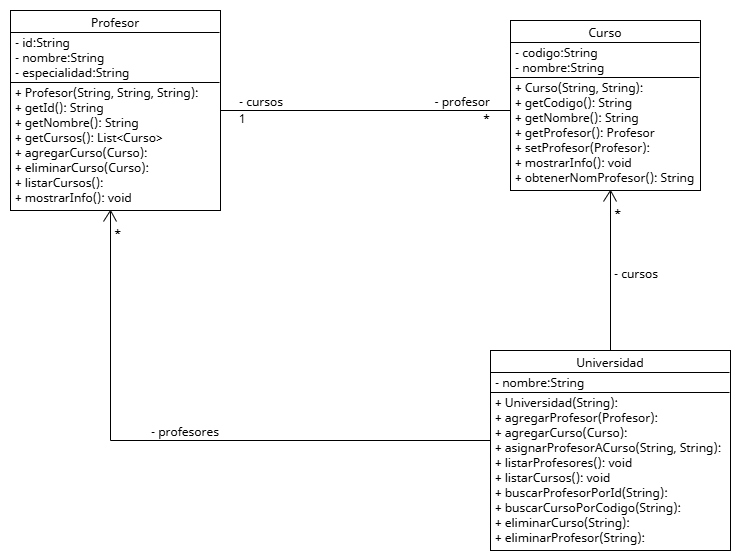 Profesor
- id:String
- nombre:String
- especialidad:String
+ Profesor(String, String, String):
+ getId(): String
+ getNombre(): String
+ getCursos(): List<Curso>
+ agregarCurso(Curso):
+ eliminarCurso(Curso):
+ listarCursos():
+ mostrarInfo(): void
- cursos
1
- profesor
*
Curso
- codigo:String
- nombre:String
+ Curso(String, String):
+ getCodigo(): String
+ getNombre(): String
+ getProfesor(): Profesor
+ setProfesor(Profesor):
+ mostrarInfo(): void
+ obtenerNomProfesor(): String
*
*
- cursos
- profesores
Universidad
- nombre:String
+ Universidad(String):
+ agregarProfesor(Profesor):
+ agregarCurso(Curso):
+ asignarProfesorACurso(String, String):
+ listarProfesores(): void
+ listarCursos(): void
+ buscarProfesorPorId(String):
+ buscarCursoPorCodigo(String):
+ eliminarCurso(String):
+ eliminarProfesor(String):